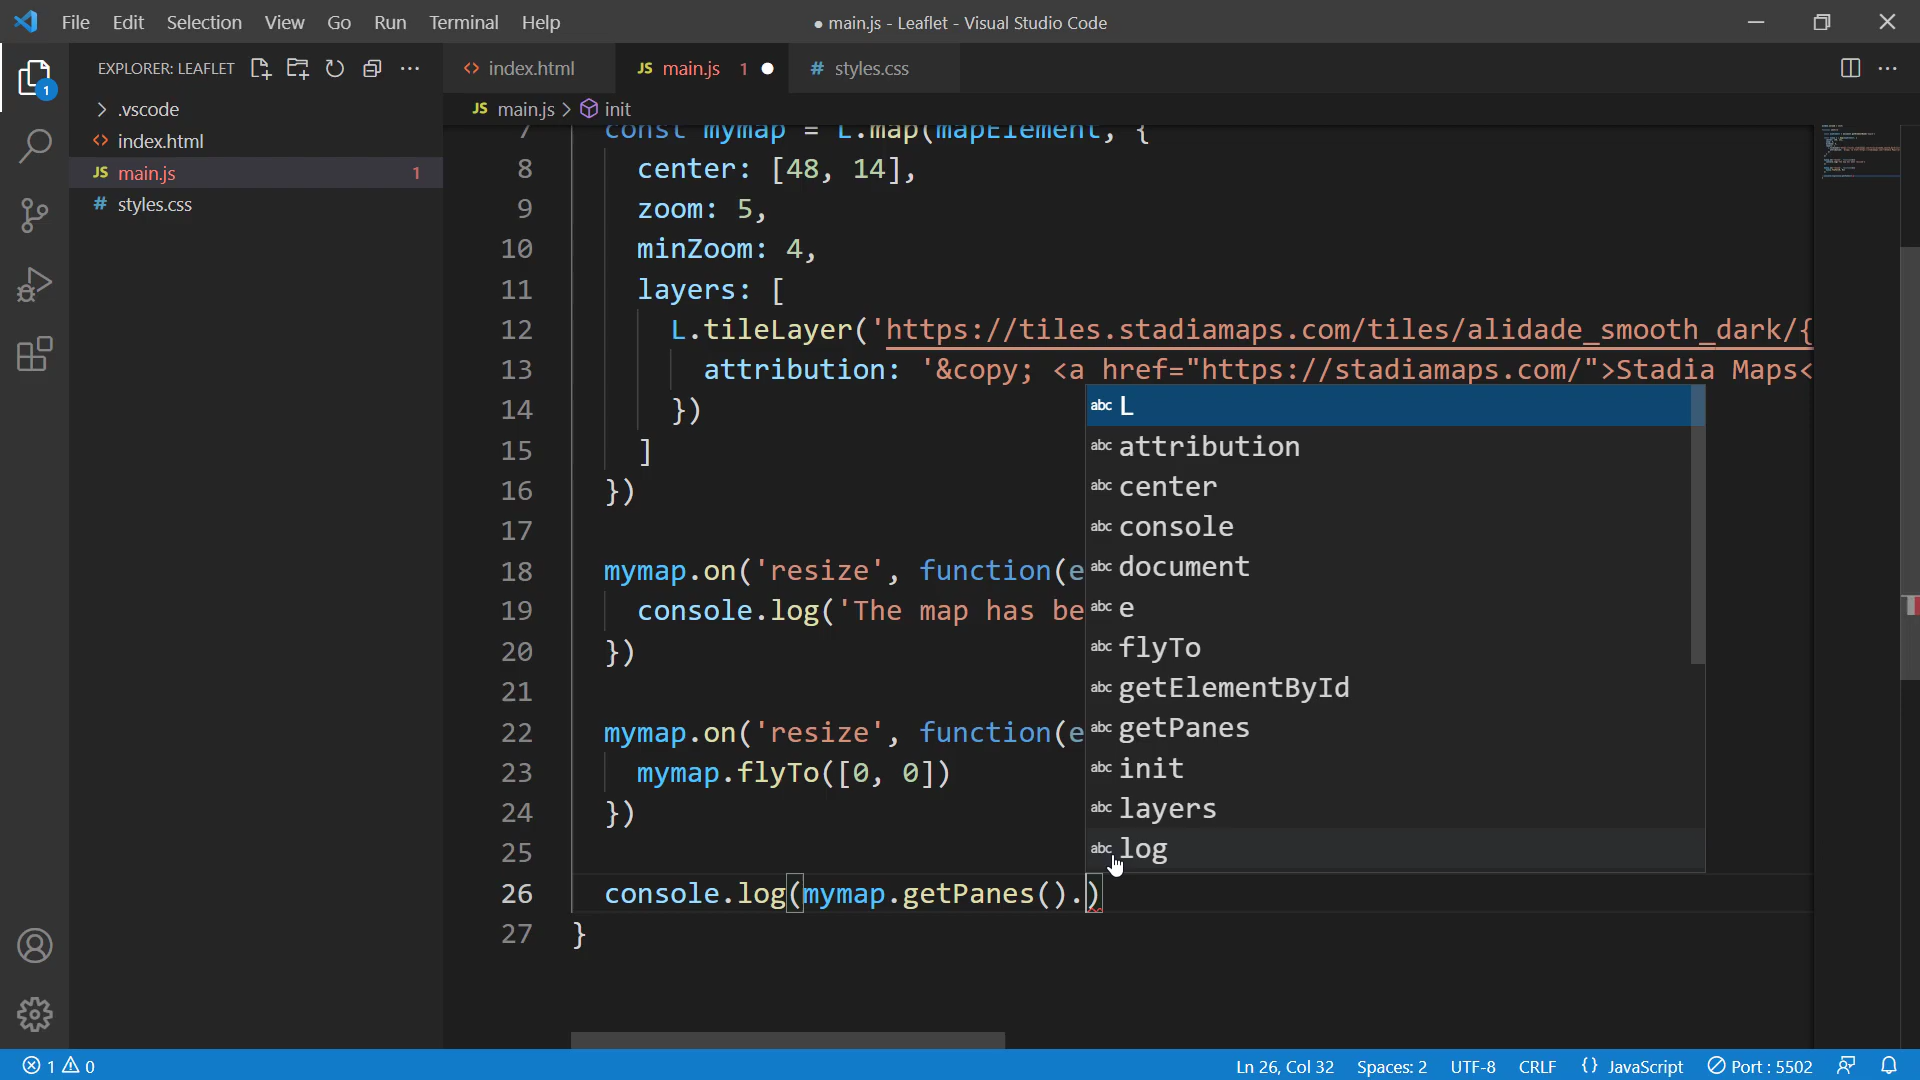 File Edit Selection View Go Run Terminal Help
● main.js - Leaflet - Visual Studio Code
EXPLORER: LEAFLET
index.html
JS main.js 1
# styles.css
1
> .vscode
<> index.html
JS main.js 1
# styles.css
JS main.js > init
7 const mymap = L.map(mapElement, {
8 center: [48, 14],
9 zoom: 5,
10 minZoom: 4,
11 layers: [
12 L.tileLayer('https://tiles.stadiamaps.com/tiles/alidade_smooth_dark/{
13 attribution: '&copy; <a href="https://stadiamaps.com/">Stadia Maps<
14 })
15 ]
16 })
17
18 mymap.on('resize', function(e
19 console.log('The map has be
20 })
21
22 mymap.on('resize', function(e
23 mymap.flyTo([0, 0])
24 })
25
26 console.log(mymap.getPanes().)
27 }
abc L
abc attribution
abc center
abc console
abc document
abc e
abc flyTo
abc getElementById
abc getPanes
abc init
abc layers
abc log
1 0
Ln 26, Col 32 Spaces: 2 UTF-8 CRLF {} JavaScript Port : 5502